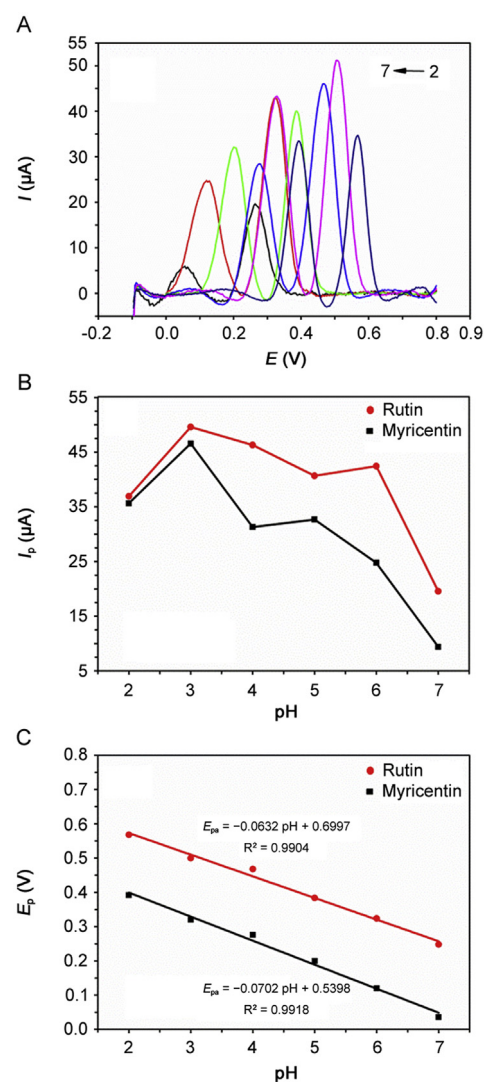 A
55
50
40
30
20
10
0
I (μA)
7 ← 2
-0.2 0.0 0.2 0.4 0.6 0.8 0.9
E (V)
B
55
45
35
25
15
5
Ip (μA)
Rutin
Myricentin
2 3 4 5 6 7
pH
C
0.8
0.7
0.6
0.5
0.4
0.3
0.2
0.1
0.0
Ep (V)
Rutin
Myricentin
Epa = −0.0632 pH + 0.6997
R² = 0.9904
Epa = −0.0702 pH + 0.5398
R² = 0.9918
2 3 4 5 6 7
pH